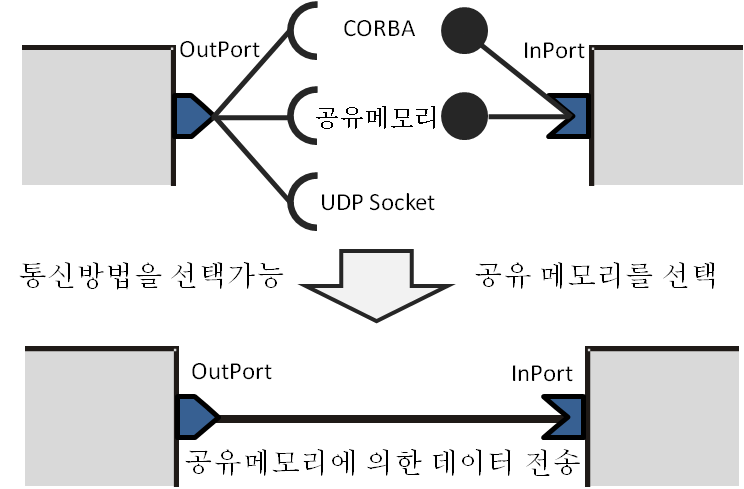 OutPort
CORBA
InPort
공유메모리
UDP Socket
통신방법을 선택가능
공유 메모리를 선택
OutPort
InPort
공유메모리에 의한 데이터 전송